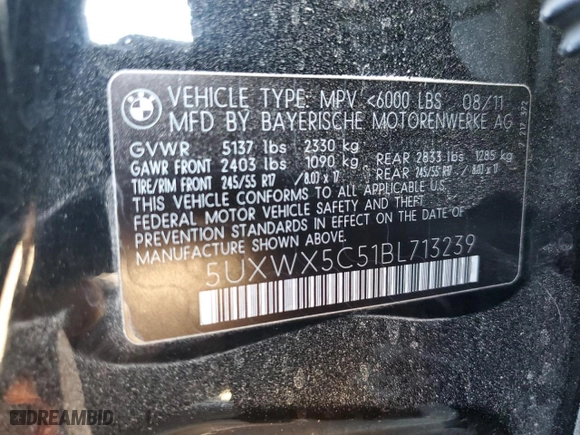 VEHICLE TYPE: MPV <6000 LBS 08/11
MFD BY BAYERISCHE MOTORENWERKE AG
GVWR 5137 lbs 2330 kg
GAWR FRONT 2403 lbs 1090 kg REAR 2833 lbs 1285 kg
TIRE/RIM FRONT 245/55 R17 / 8.0J x 17 REAR 245/55 R17 / 8.0J x 17
THIS VEHICLE CONFORMS TO ALL APPLICABLE U.S.
FEDERAL MOTOR VEHICLE SAFETY AND THEFT
PREVENTION STANDARDS IN EFFECT ON THE DATE
OF MANUFACTURE SHOWN ABOVE.
5UXWX5C51BL713239
DREAMBID.COM